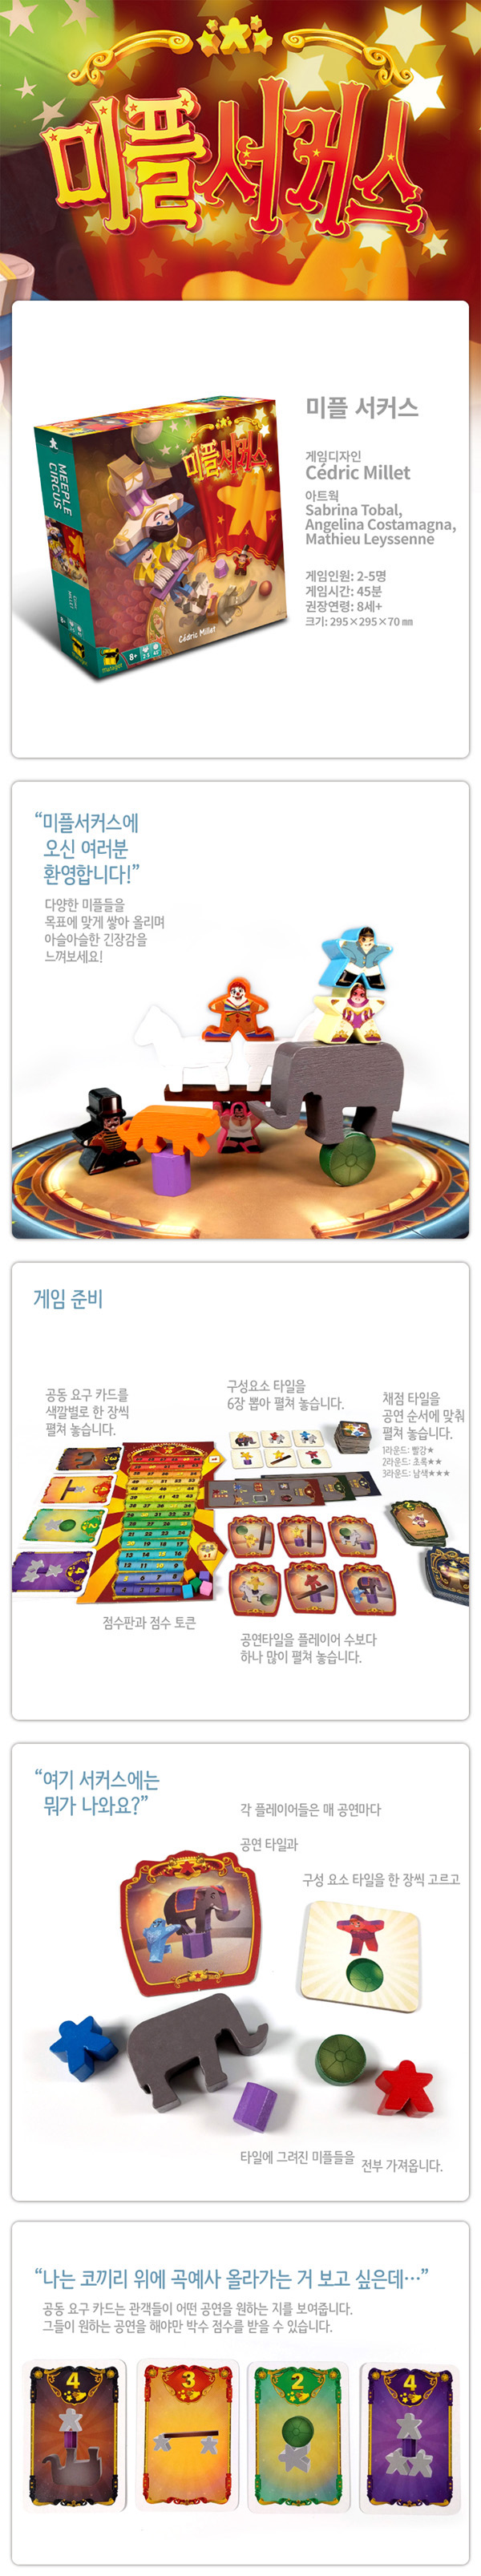 미플서커스
미플 서커스
게임디자인
Cédric Millet
아트웍
Sabrina Tobal,
Angelina Costamagna,
Mathieu Leyssenne
게임인원: 2-5명
게임시간: 45분
권장연령: 8세+
크기: 295×295×70 ㎜
미플서커스
MEEPLE
CIRCUS
Cédric Millet
8+
“미플서커스에
오신 여러분
환영합니다!”
다양한 미플들을
목표에 맞게 쌓아 올리며
아슬아슬한 긴장감을
느껴보세요!
게임 준비
공동 요구 카드를
색깔별로 한 장씩
펼쳐 놓습니다.
구성요소 타일을
6장 뽑아 펼쳐 놓습니다.
채점 타일을
공연 순서에 맞춰
펼쳐 놓습니다.
1라운드: 빨강★
2라운드: 초록★★
3라운드: 남색★★★
점수판과 점수 토큰
공연타일을 플레이어 수보다
하나 많이 펼쳐 놓습니다.
“여기 서커스에는
뭐가 나와요?”
각 플레이어들은 매 공연마다
공연 타일과
구성 요소 타일을 한 장씩 고르고
타일에 그려진 미플들을
전부 가져옵니다.
“나는 코끼리 위에 곡예사 올라가는 거 보고 싶은데…”
공동 요구 카드는 관객들이 어떤 공연을 원하는 지를 보여줍니다.
그들이 원하는 공연을 해야만 박수 점수를 받을 수 있습니다.
4
3
2
4